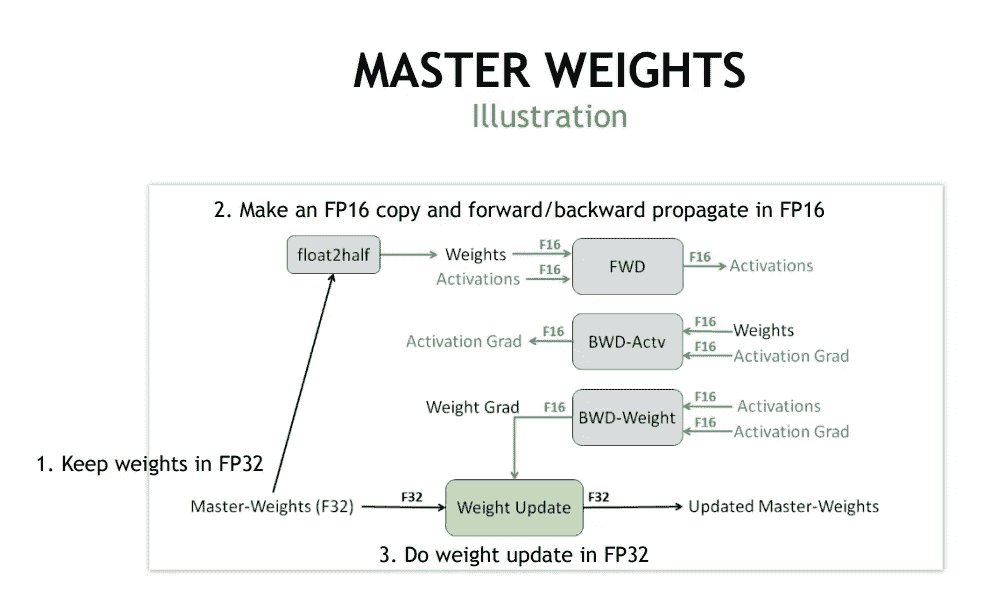 MASTER WEIGHTS
Illustration
2. Make an FP16 copy and forward/backward propagate in FP16
float2half
Weights
F16
Activations
F16
FWD
F16
Activations
Activation Grad
F16
BWD-Actv
F16
Weights
F16
Activation Grad
Weight Grad
F16
BWD-Weight
F16
Activations
F16
Activation Grad
1. Keep weights in FP32
Master-Weights (F32)
F32
Weight Update
F32
Updated Master-Weights
3. Do weight update in FP32